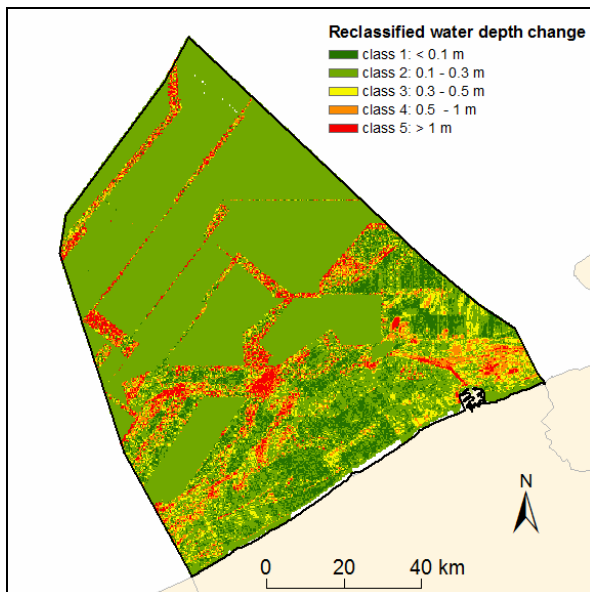 Reclassified water depth change
class 1: < 0.1 m
class 2: 0.1 - 0.3 m
class 3: 0.3 - 0.5 m
class 4: 0.5 - 1 m
class 5: > 1 m
N
0 20 40 km